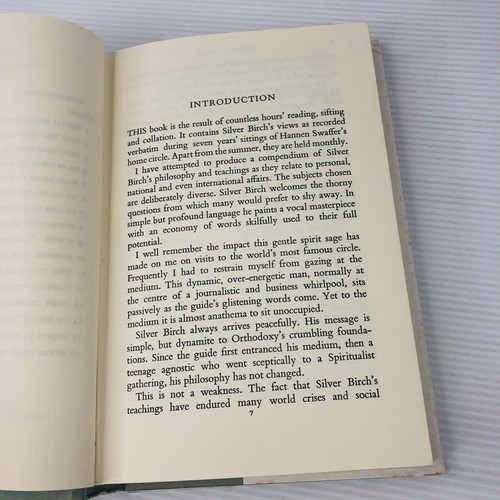 INTRODUCTION
THIS book is the result of countless hours' reading, sifting
and collation. It contains Silver Birch's views as recorded
verbatim during seven years' sittings of Hannen Swaffer's
home circle. Apart from the summer, they are held monthly.
I have attempted to produce a compendium of Silver
Birch's philosophy and teachings as they relate to personal,
national and even international affairs. The subjects chosen
are deliberately diverse. Silver Birch welcomes the thorny
questions from which many would prefer to shy away. In
simple but profound language he paints a vocal masterpiece
with an economy of words skilfully used to their full
potential.
I well remember the impact this gentle spirit sage has
made on me on visits to the world's most famous circle.
Frequently I had to restrain myself from gazing at the
medium. This dynamic, over-energetic man, normally at
the centre of a journalistic and business whirlpool, sits
passively as the guide's glistening words come. Yet to the
medium it is almost anathema to sit unoccupied.
Silver Birch always arrives peacefully. His message is
simple, but dynamite to Orthodoxy's crumbling founda-
tions. Since the guide first entranced his medium, then a
teenage agnostic who went sceptically to a Spiritualist
gathering, his philosophy has not changed.
This is not a weakness. The fact that Silver Birch's
teachings have endured many world crises and social
7